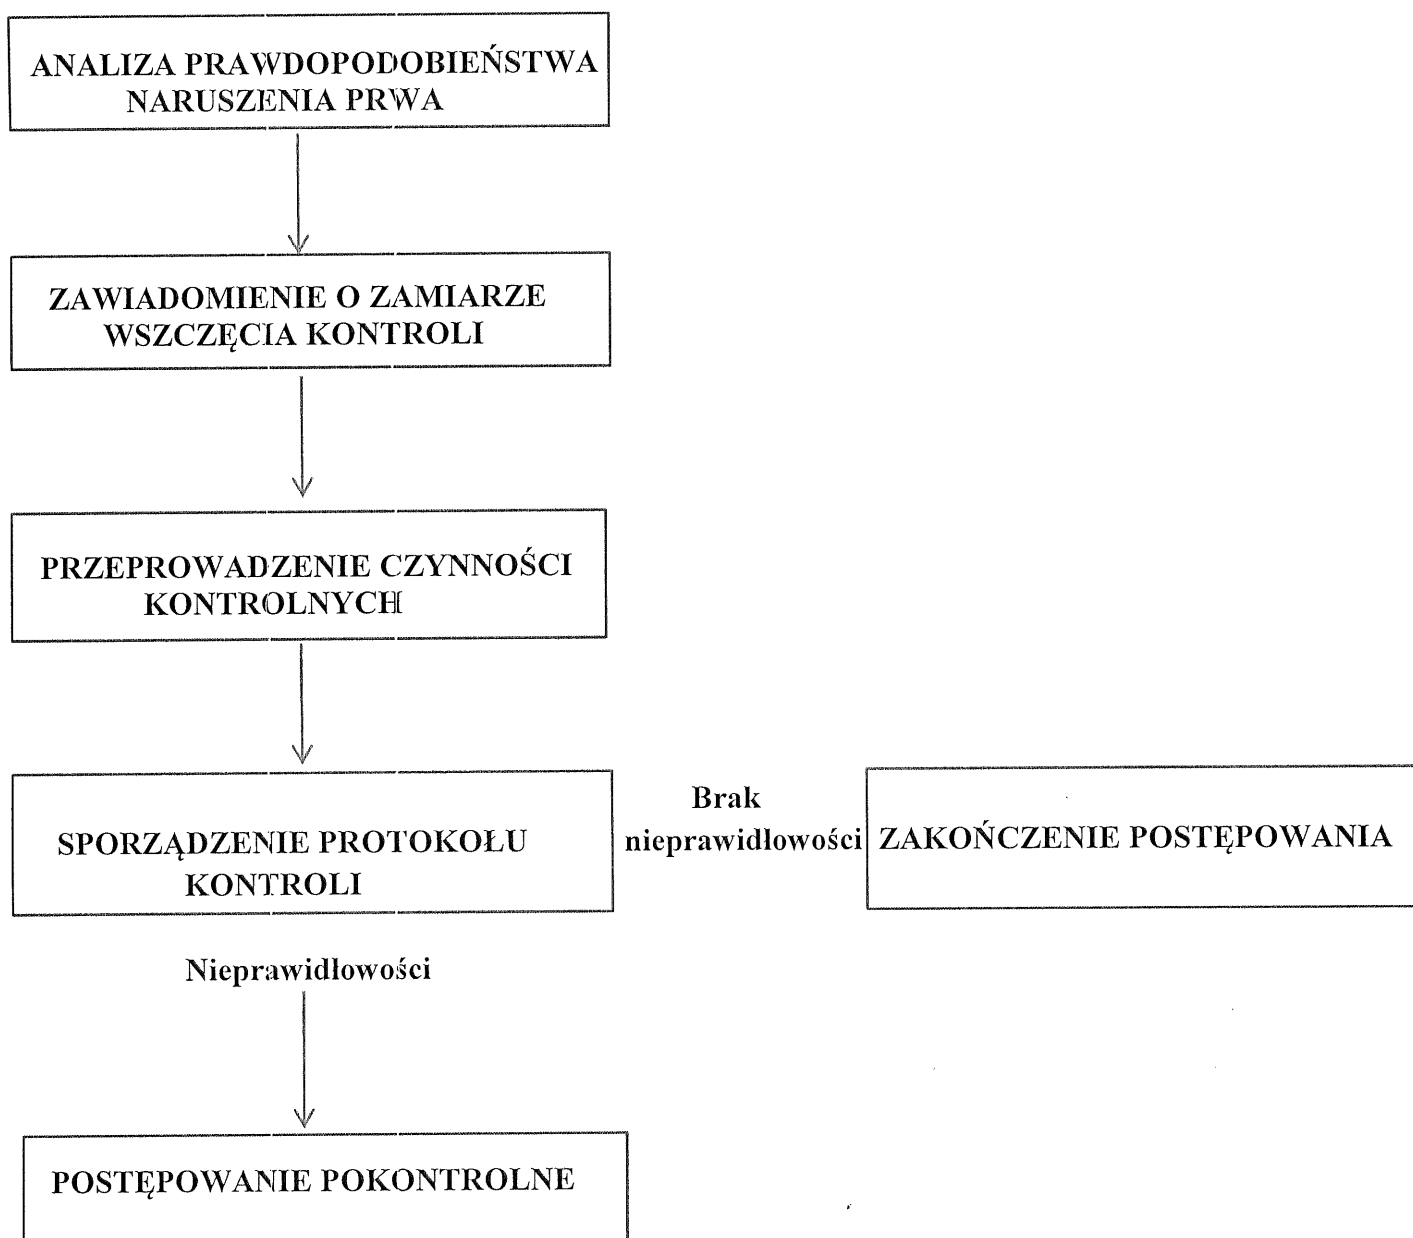 ANALIZA PRAWDOPODOBIEŃSTWA
NARUSZENIA PRWA
ZAWIADOMIENIE O ZAMIARZE
WSZCZĘCIA KONTROLI
PRZEPROWADZENIE CZYNNOŚCI
KONTROLNYCH
SPORZĄDZENIE PROTOKOŁU
KONTROLI
Brak
nieprawidłowości
ZAKOŃCZENIE POSTĘPOWANIA
Nieprawidłowości
POSTĘPOWANIE POKONTROLNE